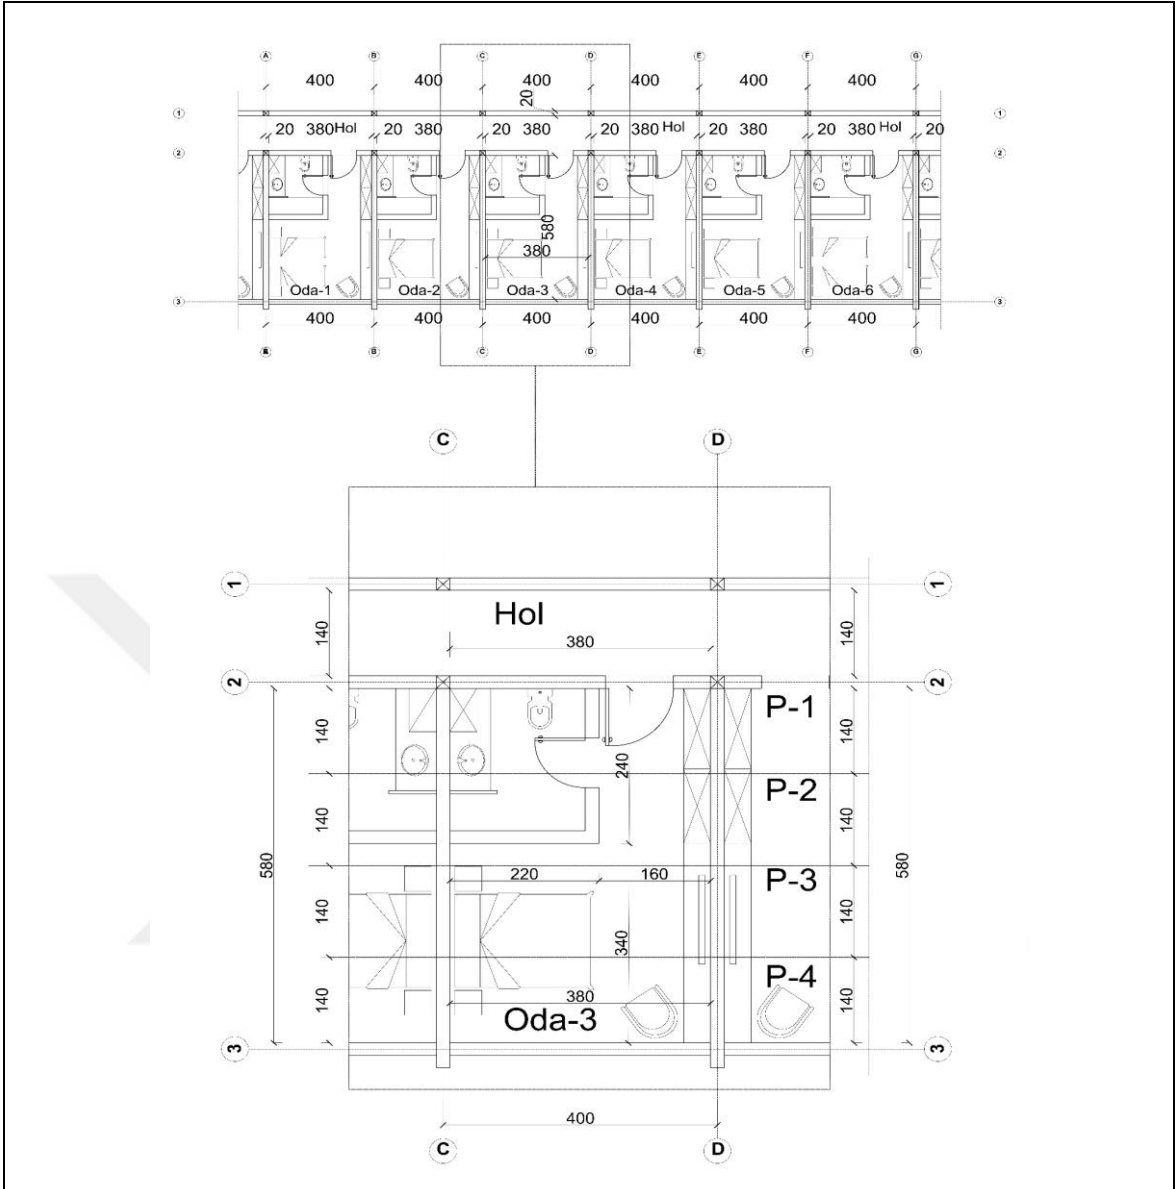 A B C D E F G
400 400 400 400 400 400
20
1 1
20 380 Hol 20 380 20 380 20 380 Hol 20 380 20 380 Hol 20
2 2
580
380
Oda-1 Oda-2 Oda-3 Oda-4 Oda-5 Oda-6
3 3
400 400 400 400 400 400
B C D E F G
C D
1 1
140 Hol 140
380
2 2
P-1
140 140
240
P-2
140 140
580 580
220 160 P-3
140 340 140
P-4
380
140 Oda-3 140
3 3
400
C D